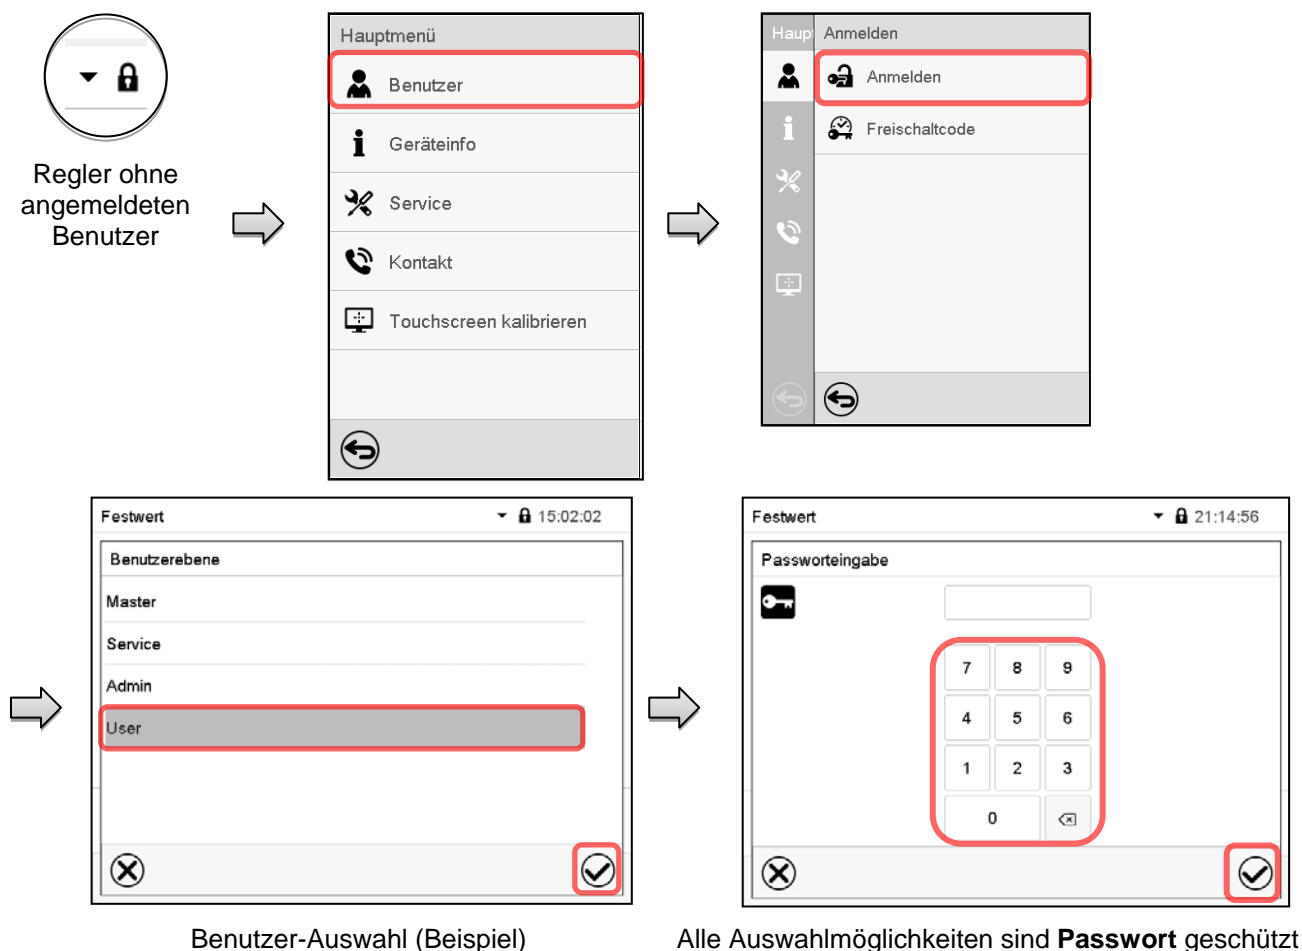 Regler ohne
angemeldeten
Benutzer
Hauptmenü
Benutzer
Geräteinfo
Service
Kontakt
Touchscreen kalibrieren
Haup
Anmelden
Anmelden
Freischaltcode
Festwert
15:02:02
Benutzerebene
Master
Service
Admin
User
Benutzer-Auswahl (Beispiel)
Festwert
21:14:56
Passworteingabe
7 8 9
4 5 6
1 2 3
0
Alle Auswahlmöglichkeiten sind Passwort geschützt